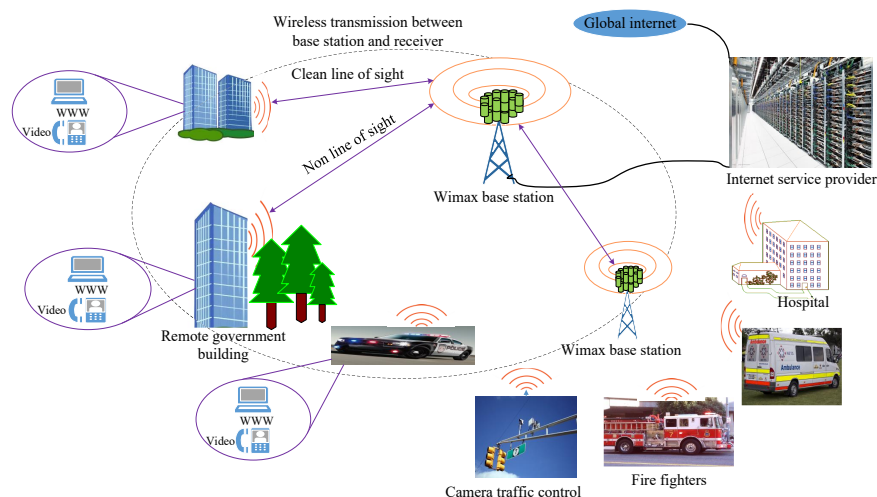 Wireless transmission between
base station and receiver
Global internet
Clean line of sight
WWW
Video
Non line of sight
Wimax base station
Internet service provider
WWW
Video
Remote government
building
Hospital
Wimax base station
POLICE
Ambulance
WWW
Video
Camera traffic control
Fire fighters